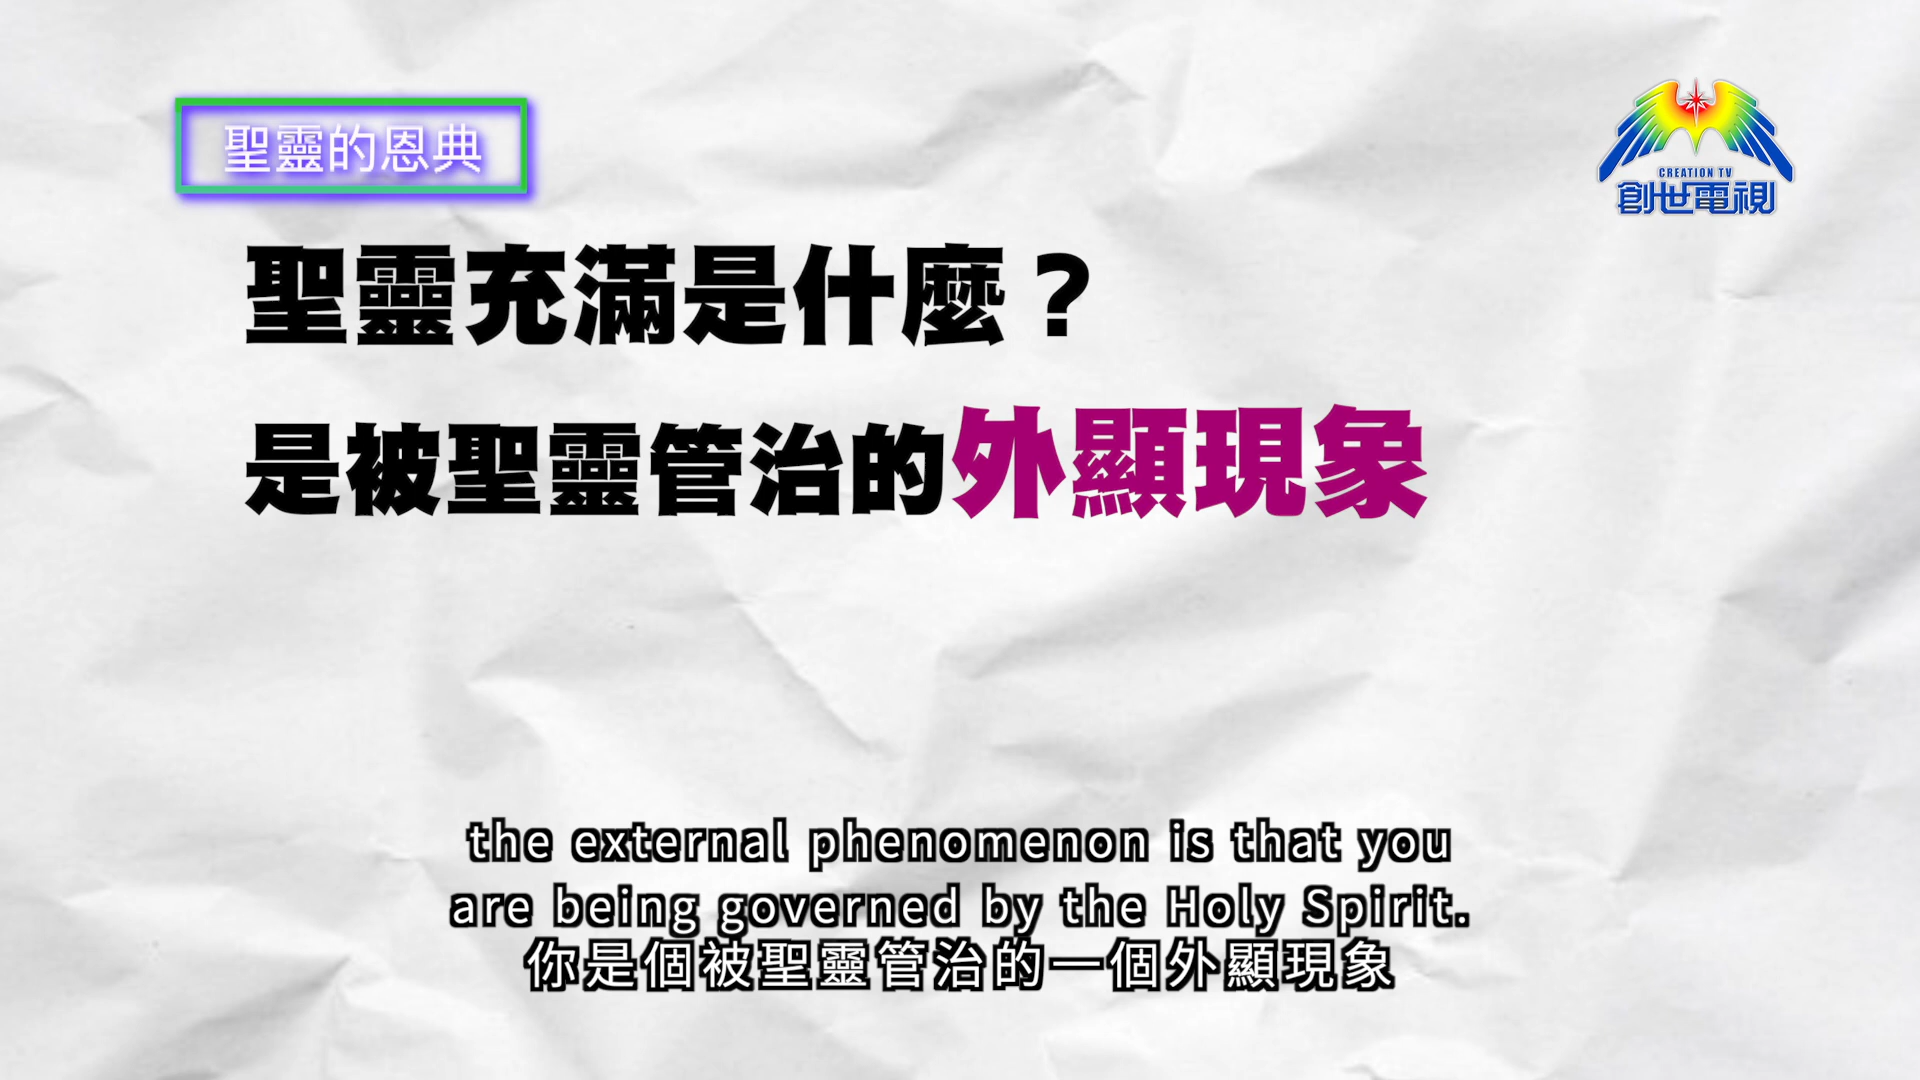 聖靈的恩典
CREATION TV
創世電視
聖靈充滿是什麼？
是被聖靈管治的外顯現象
the external phenomenon is that you
are being governed by the Holy Spirit.
你是個被聖靈管治的一個外顯現象